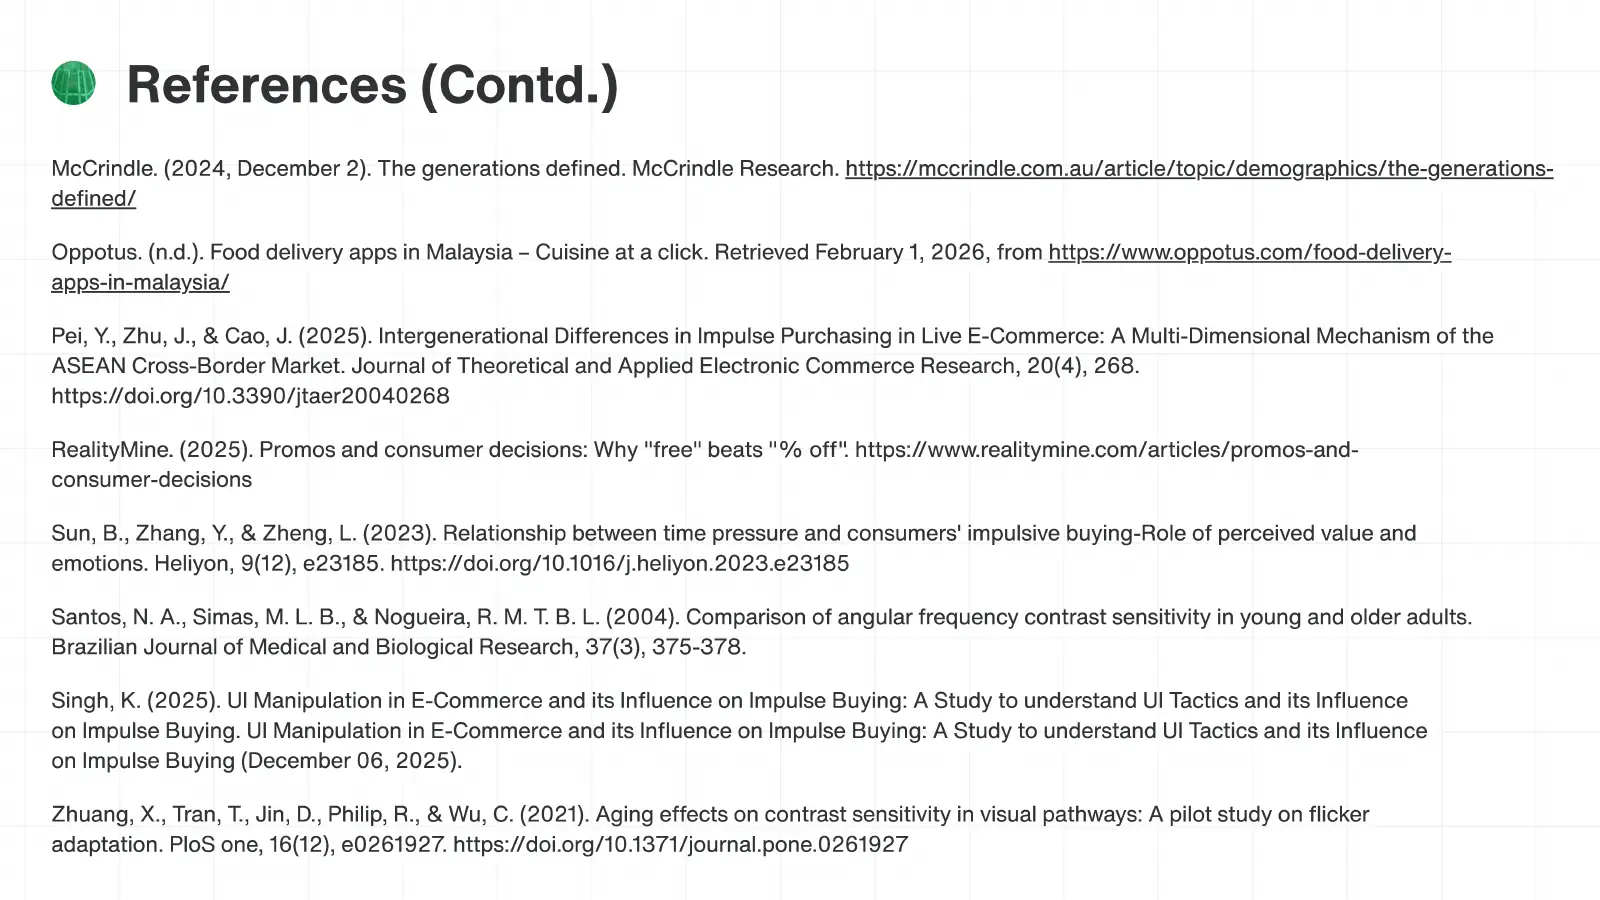 References (Contd.)
McCrindle. (2024, December 2). The generations defined. McCrindle Research. https://mccrindle.com.au/article/topic/demographics/the-generations-
defined/
Oppotus. (n.d.). Food delivery apps in Malaysia – Cuisine at a click. Retrieved February 1, 2026, from https://www.oppotus.com/food-delivery-
apps-in-malaysia/
Pei, Y., Zhu, J., & Cao, J. (2025). Intergenerational Differences in Impulse Purchasing in Live E-Commerce: A Multi-Dimensional Mechanism of the
ASEAN Cross-Border Market. Journal of Theoretical and Applied Electronic Commerce Research, 20(4), 268.
https://doi.org/10.3390/jtaer20040268
RealityMine. (2025). Promos and consumer decisions: Why "free" beats "% off". https://www.realitymine.com/articles/promos-and-
consumer-decisions
Sun, B., Zhang, Y., & Zheng, L. (2023). Relationship between time pressure and consumers' impulsive buying-Role of perceived value and
emotions. Heliyon, 9(12), e23185. https://doi.org/10.1016/j.heliyon.2023.e23185
Santos, N. A., Simas, M. L. B., & Nogueira, R. M. T. B. L. (2004). Comparison of angular frequency contrast sensitivity in young and older adults.
Brazilian Journal of Medical and Biological Research, 37(3), 375-378.
Singh, K. (2025). UI Manipulation in E-Commerce and its Influence on Impulse Buying: A Study to understand UI Tactics and its Influence
on Impulse Buying. UI Manipulation in E-Commerce and its Influence on Impulse Buying: A Study to understand UI Tactics and its Influence
on Impulse Buying (December 06, 2025).
Zhuang, X., Tran, T., Jin, D., Philip, R., & Wu, C. (2021). Aging effects on contrast sensitivity in visual pathways: A pilot study on flicker
adaptation. PloS one, 16(12), e0261927. https://doi.org/10.1371/journal.pone.0261927